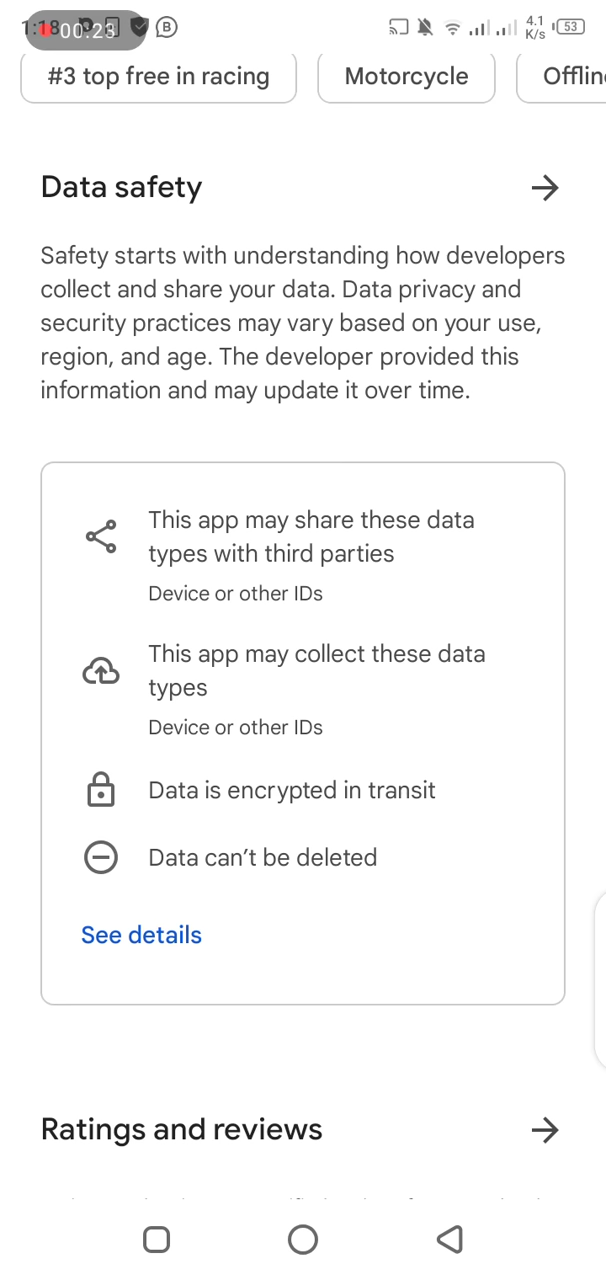 1:18 00:23 B 4.1 K/s 53
#3 top free in racing Motorcycle Offlin
Data safety
Safety starts with understanding how developers
collect and share your data. Data privacy and
security practices may vary based on your use,
region, and age. The developer provided this
information and may update it over time.
This app may share these data
types with third parties
Device or other IDs
This app may collect these data
types
Device or other IDs
Data is encrypted in transit
Data can’t be deleted
See details
Ratings and reviews